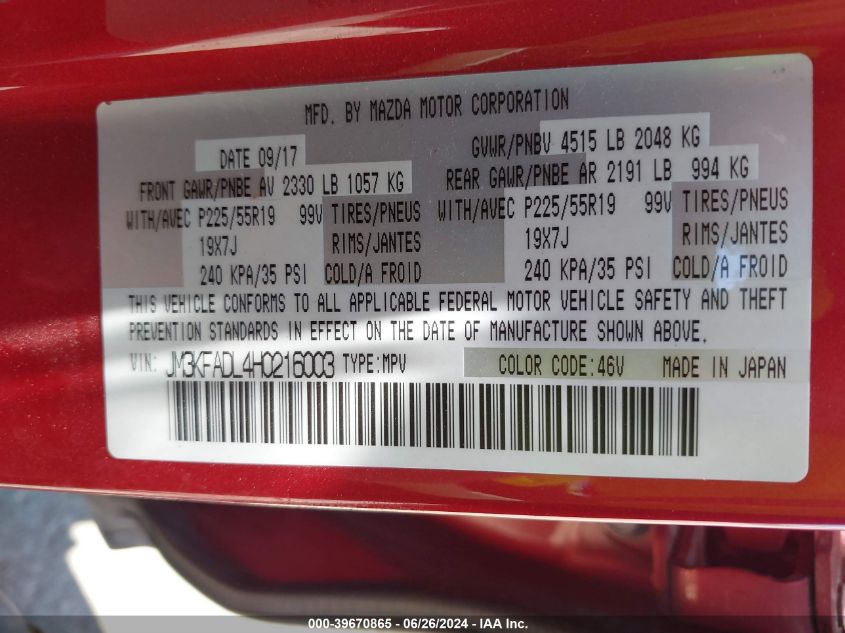 MFD. BY MAZDA MOTOR CORPORATION
DATE 09/17 GVWR/PNBV 4515 LB 2048 KG
FRONT GAWR/PNBE AV 2330 LB 1057 KG REAR GAWR/PNBE AR 2191 LB 994 KG
WITH/AVEC P225/55R19 99V TIRES/PNEUS WITH/AVEC P225/55R19 99V TIRES/PNEUS
19X7J RIMS/JANTES 19X7J RIMS/JANTES
240 KPA/35 PSI COLD/A FROID 240 KPA/35 PSI COLD/A FROID
THIS VEHICLE CONFORMS TO ALL APPLICABLE FEDERAL MOTOR VEHICLE SAFETY AND THEFT
PREVENTION STANDARDS IN EFFECT ON THE DATE OF MANUFACTURE SHOWN ABOVE.
VIN: JM3KFADL4H0216003 TYPE:MPV COLOR CODE:46V MADE IN JAPAN
000-39670865 / 06/26/2024 - IAA Inc.